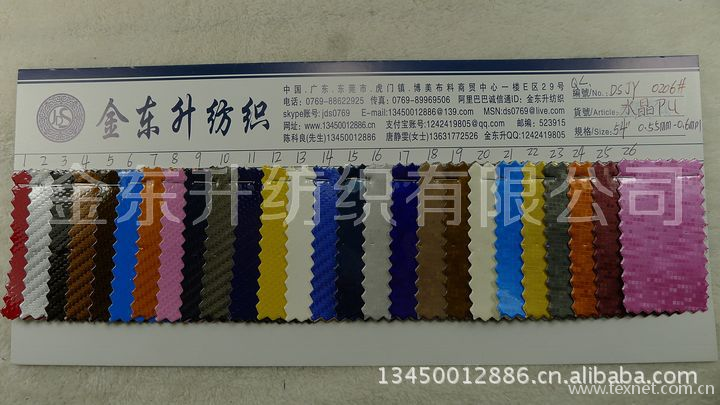 中国.广东.东莞市.虎门镇.博美布料商贸中心一楼E区29号
电话: 0769-88622925 传真: 0769-89969506 阿里巴巴诚信通ID: 金东升纺织
skype账号: jds0769 E-mail:13450012886@139.com MSN:ds0769@live.com
网址: www.13450012886.cn 支付宝账号:1242419805@qq.com 邮编: 523915
陈科良(先生)13450012886 唐静雯(女士)13631772526 金东升QQ:1242419805
JDS
金东升纺织
編號/No.: DSJY 0206#
貨號/Article: 水晶PU
規格/Size: 54" 0.55mm-0.6mm
1 2 3 4 5 6 7 8 9 10 11 12 13 14 15 16 17 18 19 20 21 22 23 24 25 26
金东升纺织有限公司
13450012886.cn.alibaba.com
www.texnet.com.cn